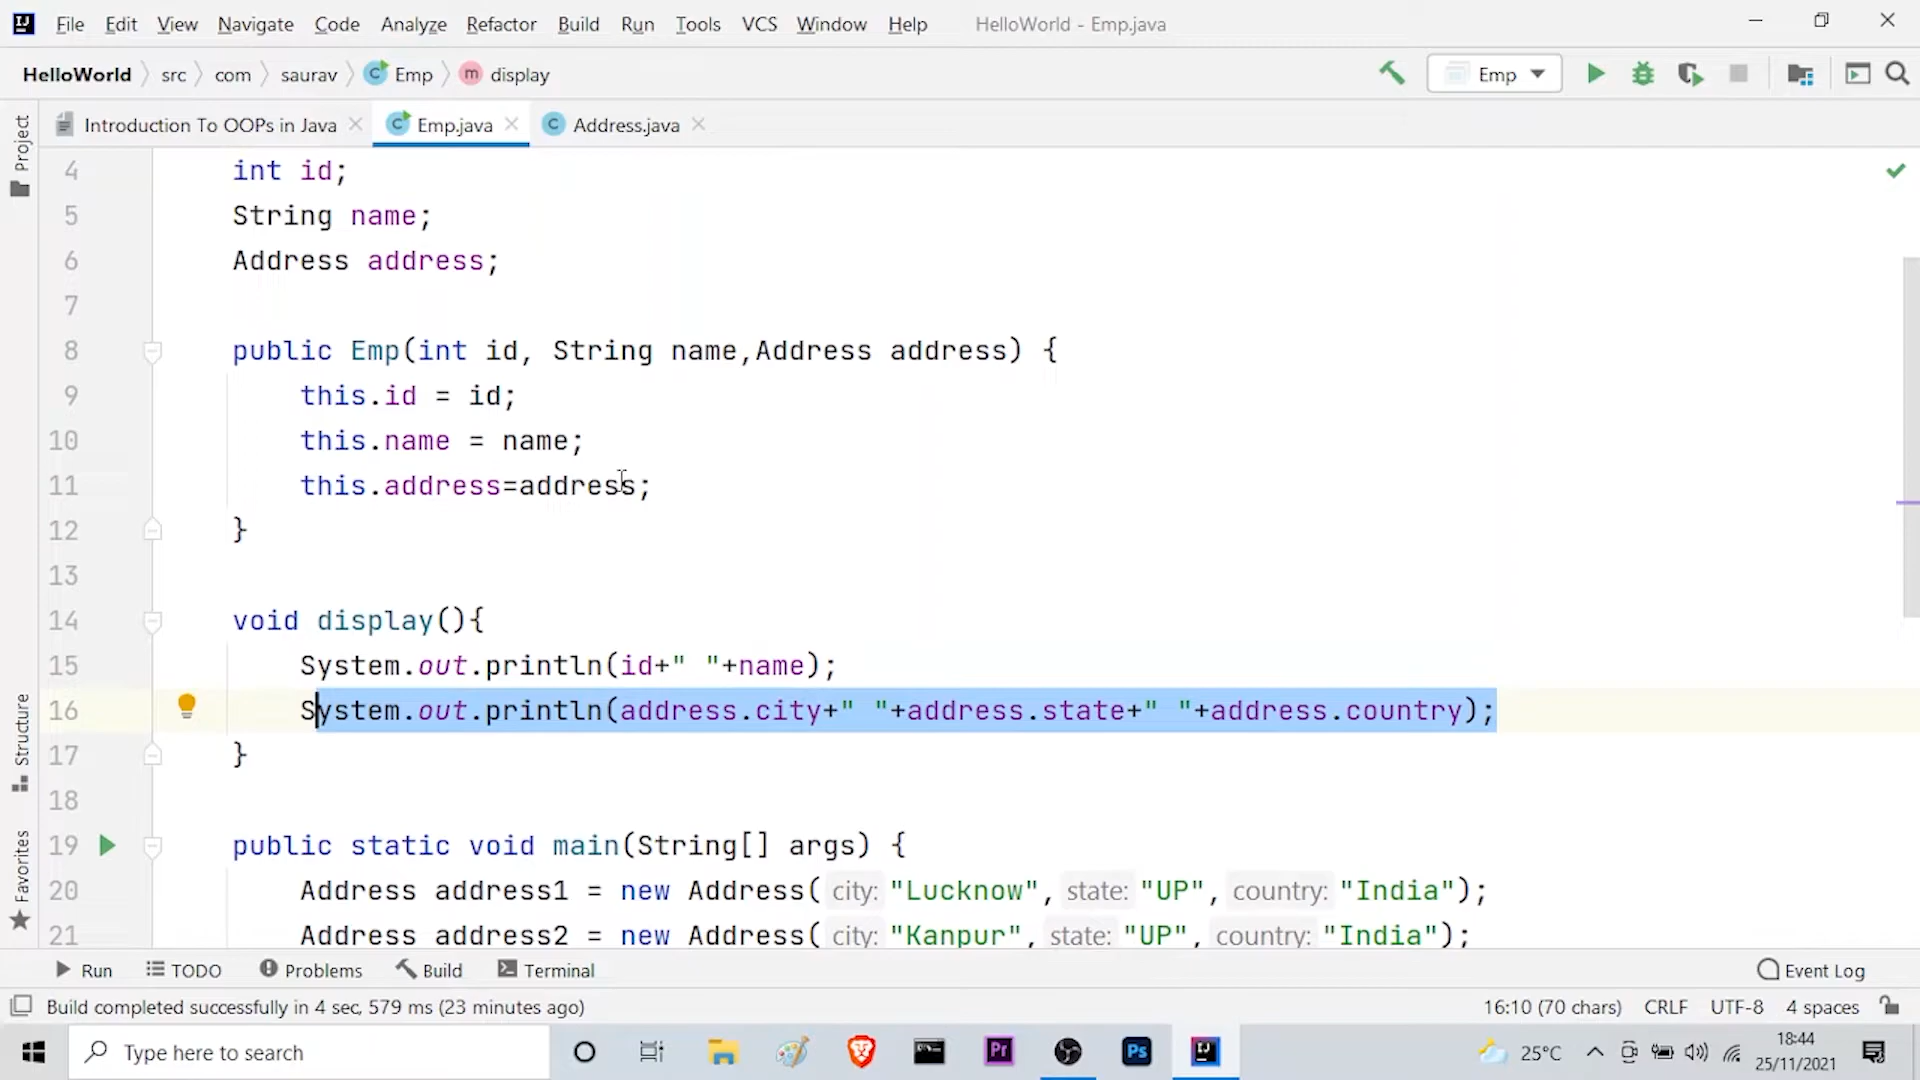 File Edit View Navigate Code Analyze Refactor Build Run Tools VCS Window Help HelloWorld - Emp.java
HelloWorld src com saurav C Emp m display Emp
Introduction To OOPs in Java C Emp.java C Address.java
Project
Structure
Favorites
4 int id;
5 String name;
6 Address address;
7
8 public Emp(int id, String name,Address address) {
9 this.id = id;
10 this.name = name;
11 this.address=address;
12 }
13
14 void display(){
15 System.out.println(id+" "+name);
16 System.out.println(address.city+" "+address.state+" "+address.country);
17 }
18
19 public static void main(String[] args) {
20 Address address1 = new Address( city: "Lucknow", state: "UP", country: "India");
21 Address address2 = new Address( city: "Kanpur", state: "UP", country: "India");
Run TODO Problems Build Terminal Event Log
Build completed successfully in 4 sec, 579 ms (23 minutes ago) 16:10 (70 chars) CRLF UTF-8 4 spaces
Type here to search Pr Ps IJ 25°C 18:44
25/11/2021